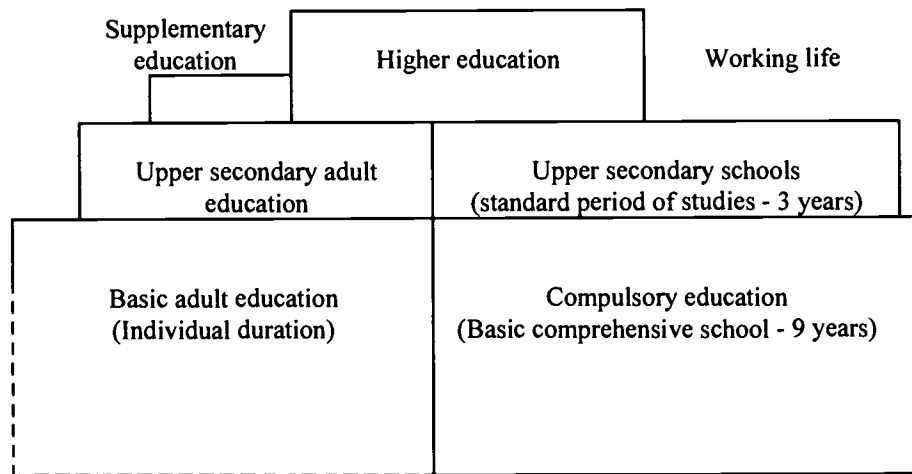 Supplementary
education
Higher education
Working life
Upper secondary adult
education
Upper secondary schools
(standard period of studies - 3 years)
Basic adult education
(Individual duration)
Compulsory education
(Basic comprehensive school - 9 years)